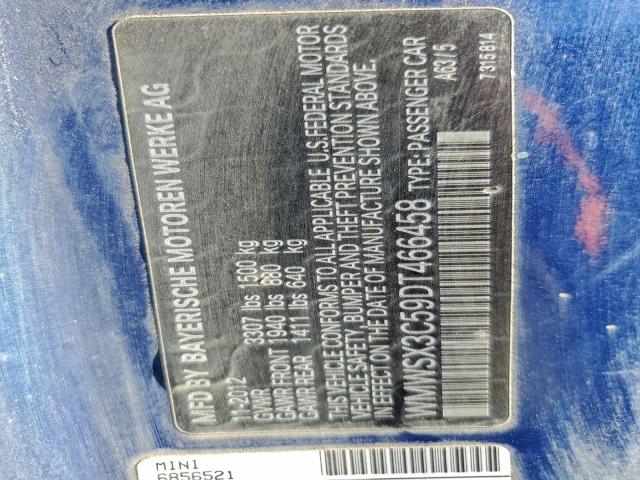 MFD BY BAYERISCHE MOTOREN WERKE AG
11-2012
GVWR 3307 lbs 1500 kg
GAWR FRONT 1940 lbs 880 kg
GAWR REAR 1411 lbs 640 kg
THIS VEHICLE CONFORMS TO ALL APPLICABLE U.S. FEDERAL MOTOR
VEHICLE SAFETY, BUMPER AND THEFT PREVENTION STANDARDS
IN EFFECT ON THE DATE OF MANUFACTURE SHOWN ABOVE.
WMWSX3C59DT466458 TYPE: PASSENGER CAR
A63 / 5
7 315 814
MINI
6856521